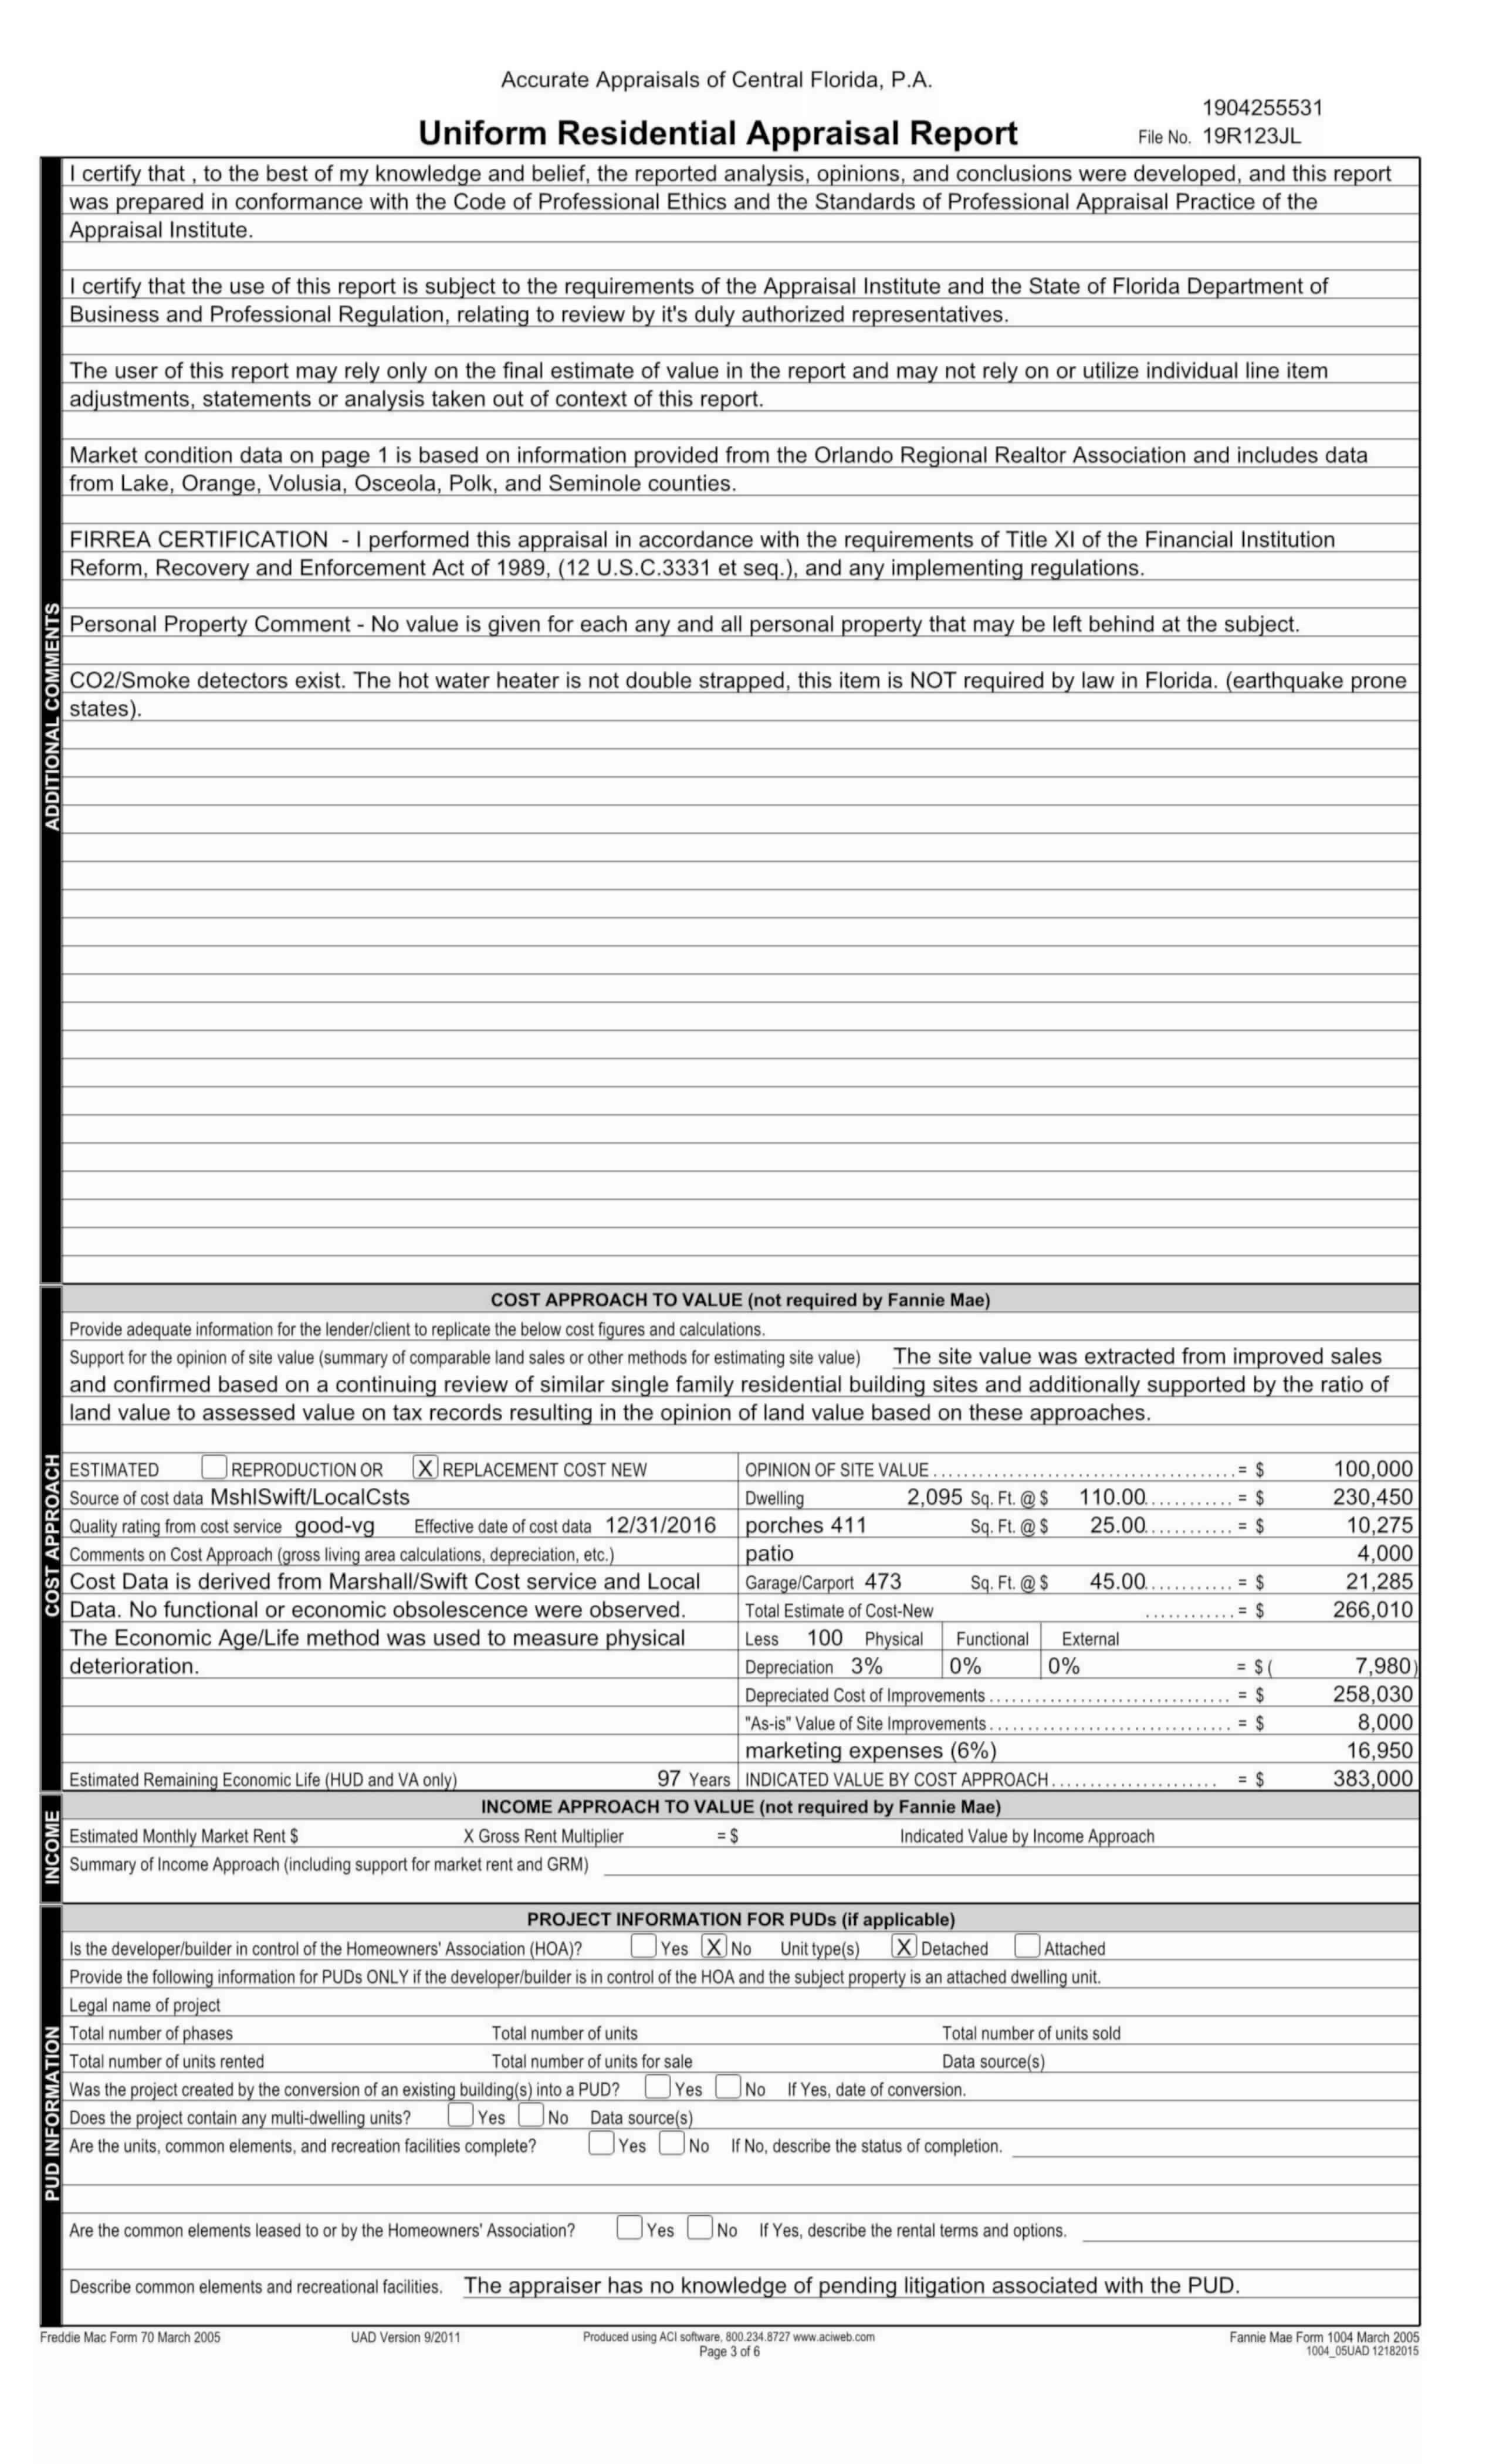 Accurate Appraisals of Central Florida, P.A.
1904255531
Uniform Residential Appraisal Report File No. 19R123JL
ADDITIONAL COMMENTS
I certify that , to the best of my knowledge and belief, the reported analysis, opinions, and conclusions were developed, and this report
was prepared in conformance with the Code of Professional Ethics and the Standards of Professional Appraisal Practice of the
Appraisal Institute.
I certify that the use of this report is subject to the requirements of the Appraisal Institute and the State of Florida Department of
Business and Professional Regulation, relating to review by it's duly authorized representatives.
The user of this report may rely only on the final estimate of value in the report and may not rely on or utilize individual line item
adjustments, statements or analysis taken out of context of this report.
Market condition data on page 1 is based on information provided from the Orlando Regional Realtor Association and includes data
from Lake, Orange, Volusia, Osceola, Polk, and Seminole counties.
FIRREA CERTIFICATION - I performed this appraisal in accordance with the requirements of Title XI of the Financial Institution
Reform, Recovery and Enforcement Act of 1989, (12 U.S.C.3331 et seq.), and any implementing regulations.
Personal Property Comment - No value is given for each any and all personal property that may be left behind at the subject.
CO2/Smoke detectors exist. The hot water heater is not double strapped, this item is NOT required by law in Florida. (earthquake prone
states).
COST APPROACH
COST APPROACH TO VALUE (not required by Fannie Mae)
Provide adequate information for the lender/client to replicate the below cost figures and calculations.
Support for the opinion of site value (summary of comparable land sales or other methods for estimating site value) The site value was extracted from improved sales
and confirmed based on a continuing review of similar single family residential building sites and additionally supported by the ratio of
land value to assessed value on tax records resulting in the opinion of land value based on these approaches.
ESTIMATED REPRODUCTION OR X REPLACEMENT COST NEW
Source of cost data MshlSwift/LocalCsts
Quality rating from cost service good-vg Effective date of cost data 12/31/2016
Comments on Cost Approach (gross living area calculations, depreciation, etc.)
Cost Data is derived from Marshall/Swift Cost service and Local
Data. No functional or economic obsolescence were observed.
The Economic Age/Life method was used to measure physical
deterioration.
Estimated Remaining Economic Life (HUD and VA only) 97 Years
OPINION OF SITE VALUE ........................................ = $ 100,000
Dwelling 2,095 Sq. Ft. @ $ 110.00............ = $ 230,450
porches 411 Sq. Ft. @ $ 25.00............ = $ 10,275
patio 4,000
Garage/Carport 473 Sq. Ft. @ $ 45.00............ = $ 21,285
Total Estimate of Cost-New ............ = $ 266,010
Less 100 Physical Functional External
Depreciation 3% 0% 0% = $ ( 7,980)
Depreciated Cost of Improvements ................................ = $ 258,030
"As-is" Value of Site Improvements ................................ = $ 8,000
marketing expenses (6%) 16,950
INDICATED VALUE BY COST APPROACH...................... = $ 383,000
INCOME
INCOME APPROACH TO VALUE (not required by Fannie Mae)
Estimated Monthly Market Rent $ X Gross Rent Multiplier = $ Indicated Value by Income Approach
Summary of Income Approach (including support for market rent and GRM)
PUD INFORMATION
PROJECT INFORMATION FOR PUDs (if applicable)
Is the developer/builder in control of the Homeowners' Association (HOA)? Yes X No Unit type(s) X Detached Attached
Provide the following information for PUDs ONLY if the developer/builder is in control of the HOA and the subject property is an attached dwelling unit.
Legal name of project
Total number of phases Total number of units Total number of units sold
Total number of units rented Total number of units for sale Data source(s)
Was the project created by the conversion of an existing building(s) into a PUD? Yes No If Yes, date of conversion.
Does the project contain any multi-dwelling units? Yes No Data source(s)
Are the units, common elements, and recreation facilities complete? Yes No If No, describe the status of completion.
Are the common elements leased to or by the Homeowners' Association? Yes No If Yes, describe the rental terms and options.
Describe common elements and recreational facilities. The appraiser has no knowledge of pending litigation associated with the PUD.
Freddie Mac Form 70 March 2005 UAD Version 9/2011 Produced using ACI software, 800.234.8727 www.aciweb.com Fannie Mae Form 1004 March 2005
Page 3 of 6 1004_05UAD 12182015